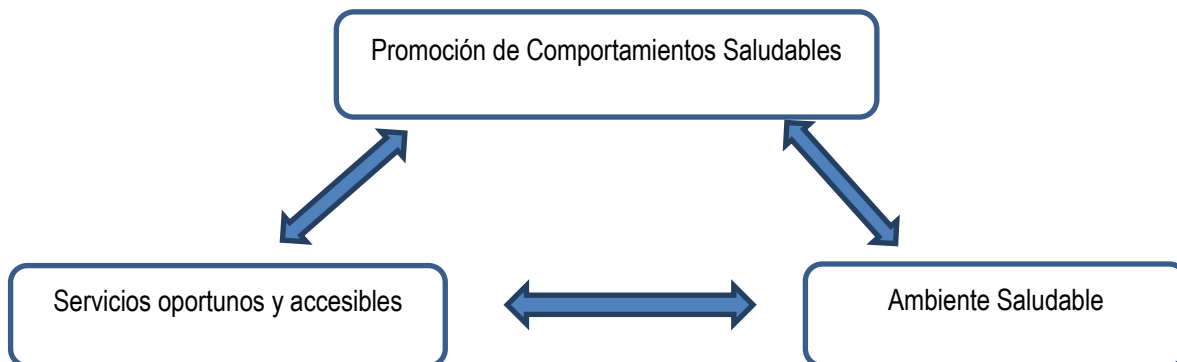 Promoción de Comportamientos Saludables
Servicios oportunos y accesibles
Ambiente Saludable